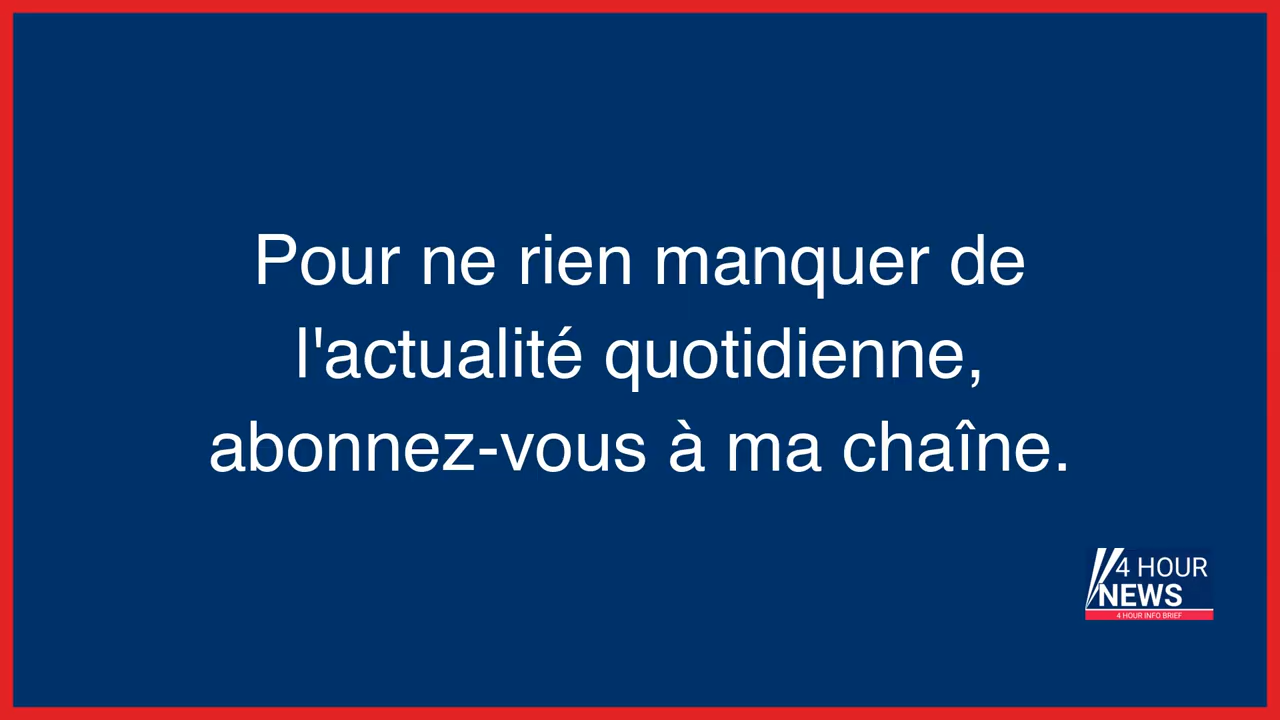 Pour ne rien manquer de
l'actualité quotidienne,
abonnez-vous à ma chaîne.
4 HOUR
NEWS
4 HOUR INFO BRIEF